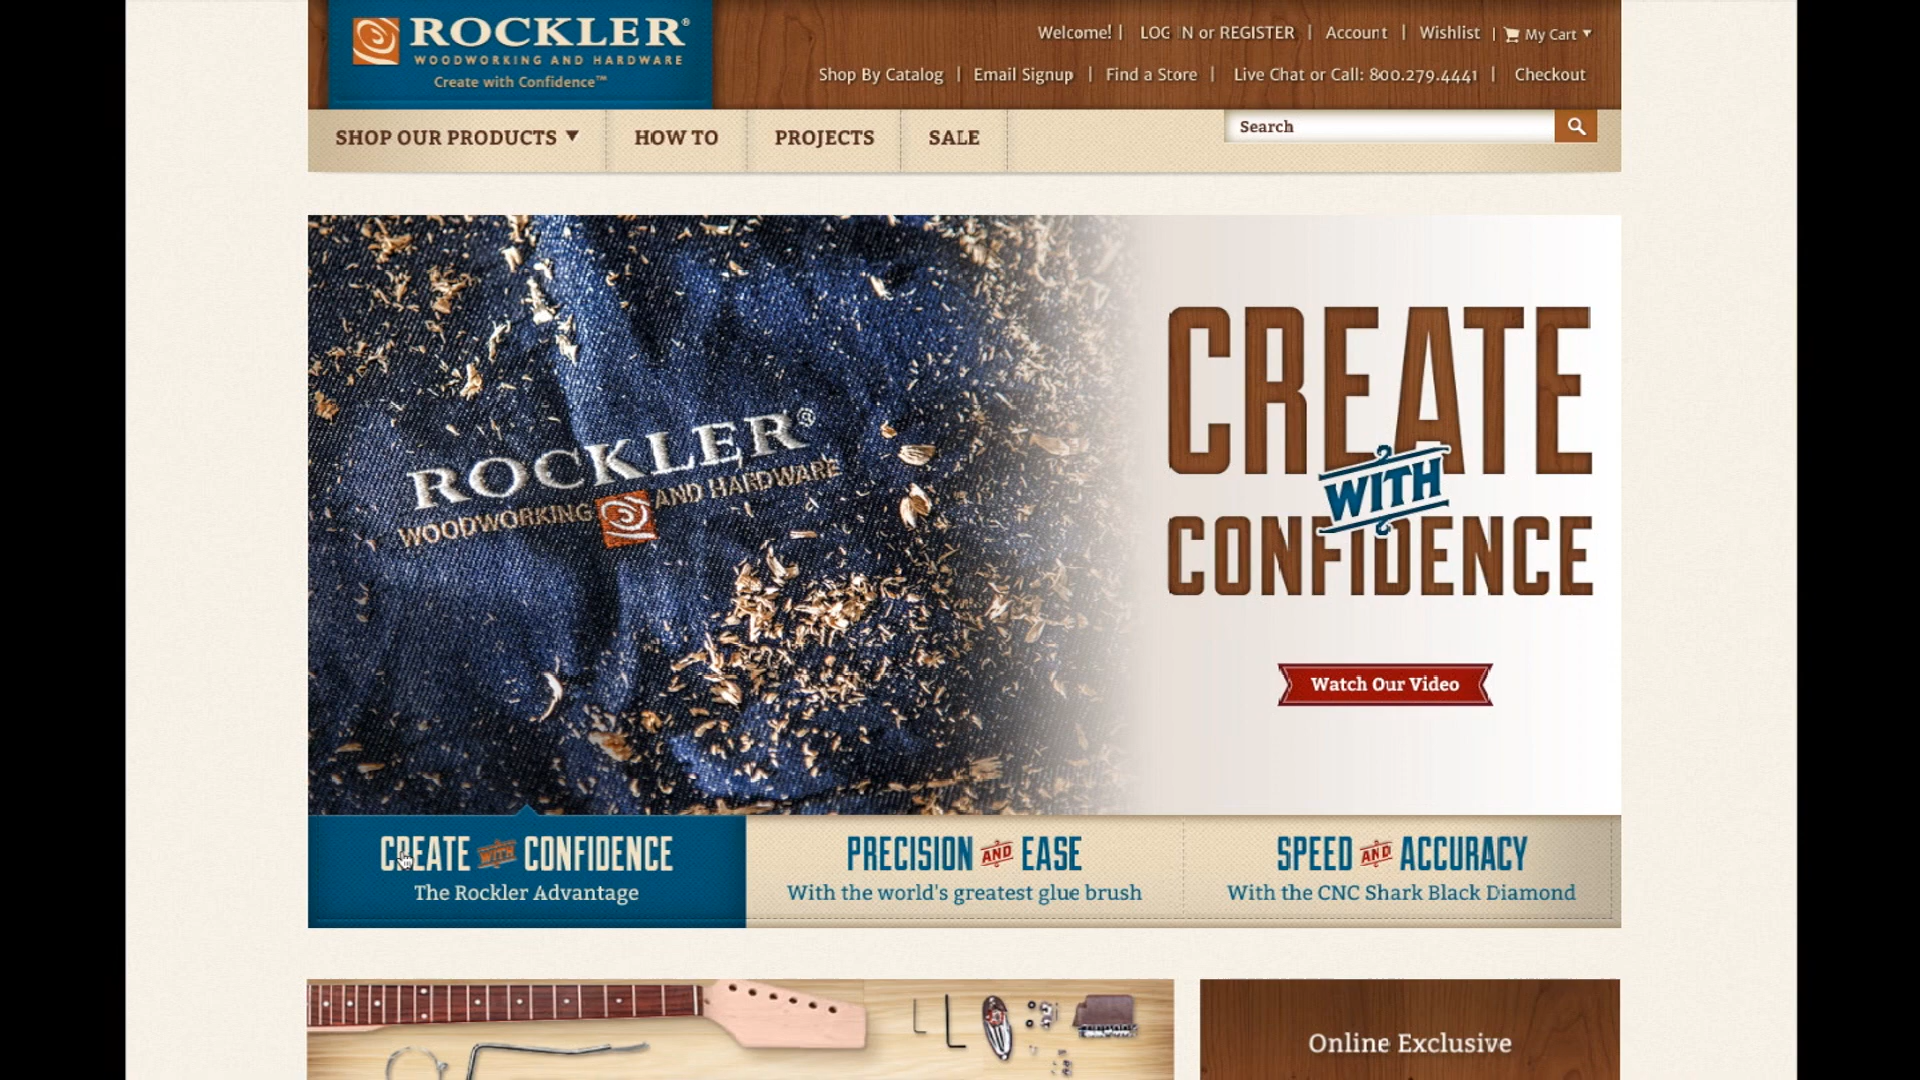 ROCKLER®
WOODWORKING AND HARDWARE
Create with Confidence™
Welcome! | LOG IN or REGISTER | Account | Wishlist | My Cart
Shop By Catalog | Email Signup | Find a Store | Live Chat or Call: 800.279.4441 | Checkout
SHOP OUR PRODUCTS HOW TO PROJECTS SALE
Search
ROCKLER®
WOODWORKING AND HARDWARE
CREATE
WITH
CONFIDENCE
Watch Our Video
CREATE WITH CONFIDENCE
The Rockler Advantage
PRECISION AND EASE
With the world's greatest glue brush
SPEED AND ACCURACY
With the CNC Shark Black Diamond
Online Exclusive